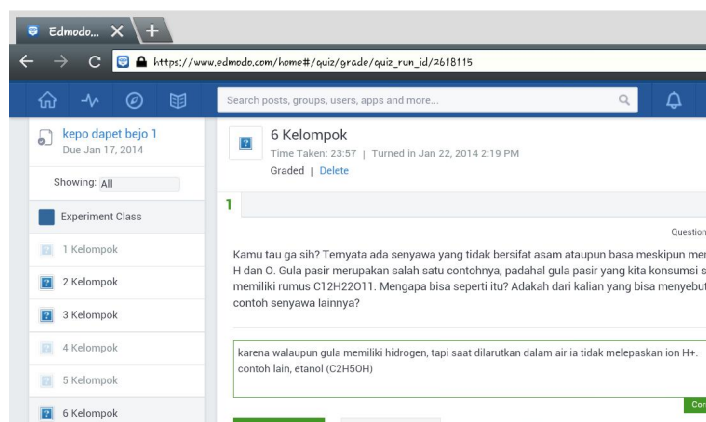 Edmodo...
https://www.edmodo.com/home#/quiz/grade/quiz_run_id/2618115
Search posts, groups, users, apps and more...
kepo dapet bejo 1
Due Jan 17, 2014
Showing: All
Experiment Class
1 Kelompok
2 Kelompok
3 Kelompok
4 Kelompok
5 Kelompok
6 Kelompok
6 Kelompok
Time Taken: 23:57 | Turned in Jan 22, 2014 2:19 PM
Graded | Delete
1
Question
Kamu tau ga sih? Ternyata ada senyawa yang tidak bersifat asam ataupun basa meskipun mer
H dan O. Gula pasir merupakan salah satu contohnya, padahal gula pasir yang kita konsumsi s
memiliki rumus C12H22O11. Mengapa bisa seperti itu? Adakah dari kalian yang bisa menyebut
contoh senyawa lainnya?
karena walaupun gula memiliki hidrogen, tapi saat dilarutkan dalam air ia tidak melepaskan ion H+.
contoh lain, etanol (C2H5OH)
Cor